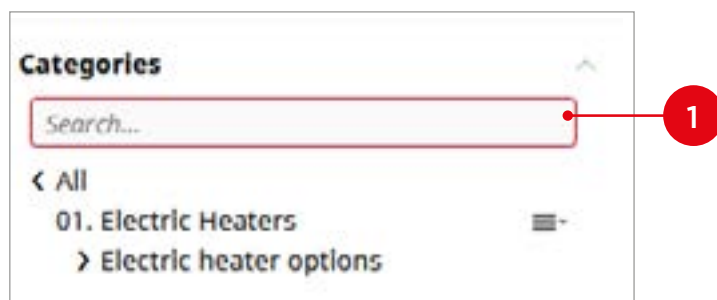 Categories
Search...
1
All
01. Electric Heaters
Electric heater options